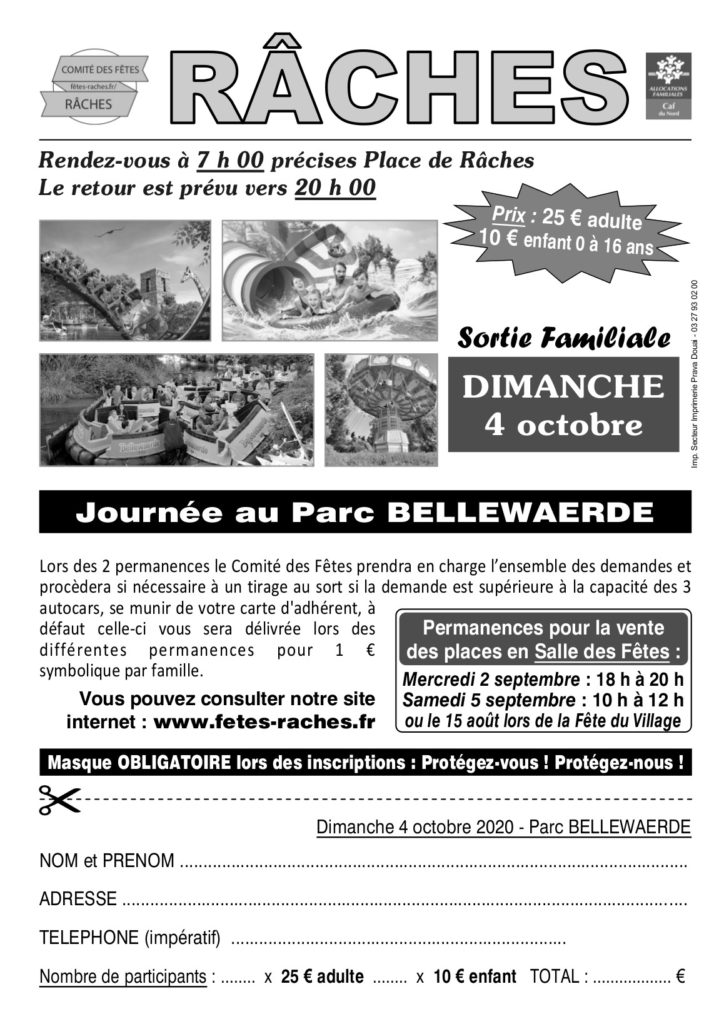 COMITÉ DES FÊTES
fêtes-raches.fr/
RÂCHES
RÂCHES
ALLOCATIONS
FAMILIALES
Caf
du Nord
Rendez-vous à 7 h 00 précises Place de Râches
Le retour est prévu vers 20 h 00
Prix : 25 € adulte
10 € enfant 0 à 16 ans
Sortie Familiale
DIMANCHE
4 octobre
Imp. Secteur Imprimerie Prava Douai - 03 27 93 02 00
Bellewaerde
Journée au Parc BELLEWAERDE
Lors des 2 permanences le Comité des Fêtes prendra en charge l'ensemble des demandes et
procèdera si nécessaire à un tirage au sort si la demande est supérieure à la capacité des 3
autocars, se munir de votre carte d'adhérent, à
défaut celle-ci vous sera délivrée lors des
différentes permanences pour 1 €
symbolique par famille.
Vous pouvez consulter notre site
internet : www.fetes-raches.fr
Permanences pour la vente
des places en Salle des Fêtes :
Mercredi 2 septembre : 18 h à 20 h
Samedi 5 septembre : 10 h à 12 h
ou le 15 août lors de la Fête du Village
Masque OBLIGATOIRE lors des inscriptions : Protégez-vous ! Protégez-nous !
Dimanche 4 octobre 2020 - Parc BELLEWAERDE
NOM et PRENOM ..............................................................................................................
ADRESSE ..........................................................................................................................
TELEPHONE (impératif) ........................................................................
Nombre de participants : ........ x 25 € adulte ........ x 10 € enfant TOTAL : .................. €